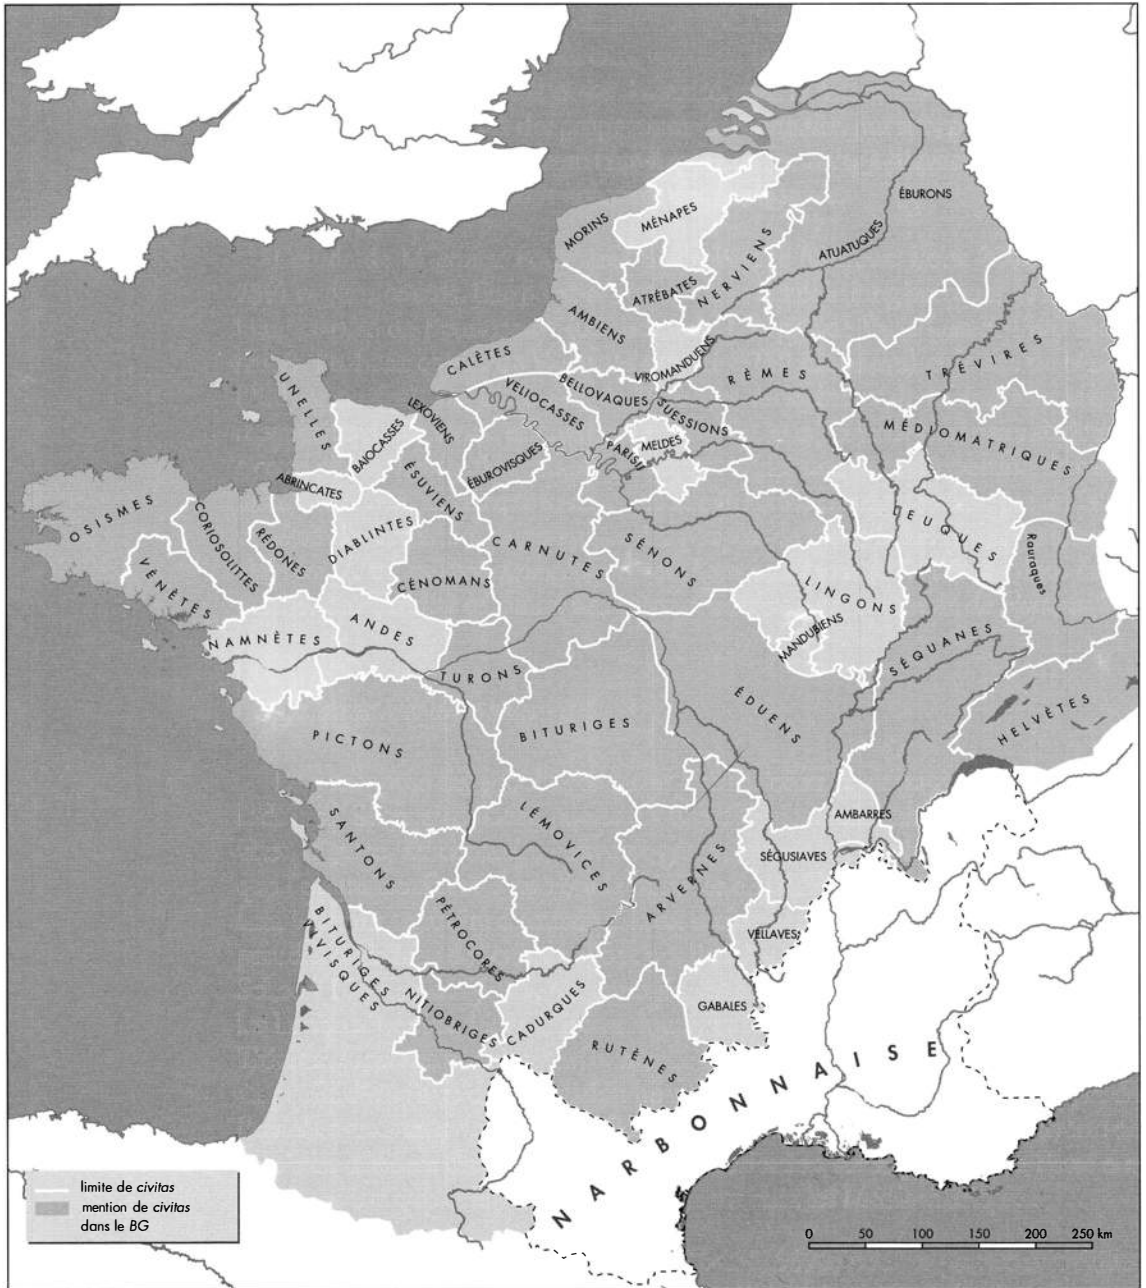 ÉBURONS
MÉNAPES
MORINS
ATUATUQUES
NERVIENS
ATRÉBATES
AMBIENS
VIROMANDUENS
CALÈTES
RÈMES
TRÉVIRES
UNELLES
VELIOCASSES
BELLOVAQUES
SUESSIONS
LEXOVIENS
BAIOCASSES
MELDES
PARISII
MÉDIOMATRIQUES
ÉBUROVISQUES
ÉSUVIENS
ABRINCATES
OSISMES
CORIOSOLITTES
RÉDONES
DIABLINTES
CARNUTES
SÉNONS
LEUQUES
Rauraques
VÉNÈTES
CÉNOMANS
LINGONS
MANDUBIENS
NAMNÈTES
ANDES
SÉQUANES
TURONS
ÉDUENS
HELVÈTES
PICTONS
BITURIGES
AMBARRES
SANTONS
LÉMOVICES
SÉGUSIAVES
ARVERNES
PÉTROCORES
VELLAVES
BITURIGES
VIVISQUES
NITIOBRIGES
CADURQUES
GABALES
RUTÈNES
NARBONNAISE
limite de civitas
mention de civitas
dans le BG
0 50 100 150 200 250 km